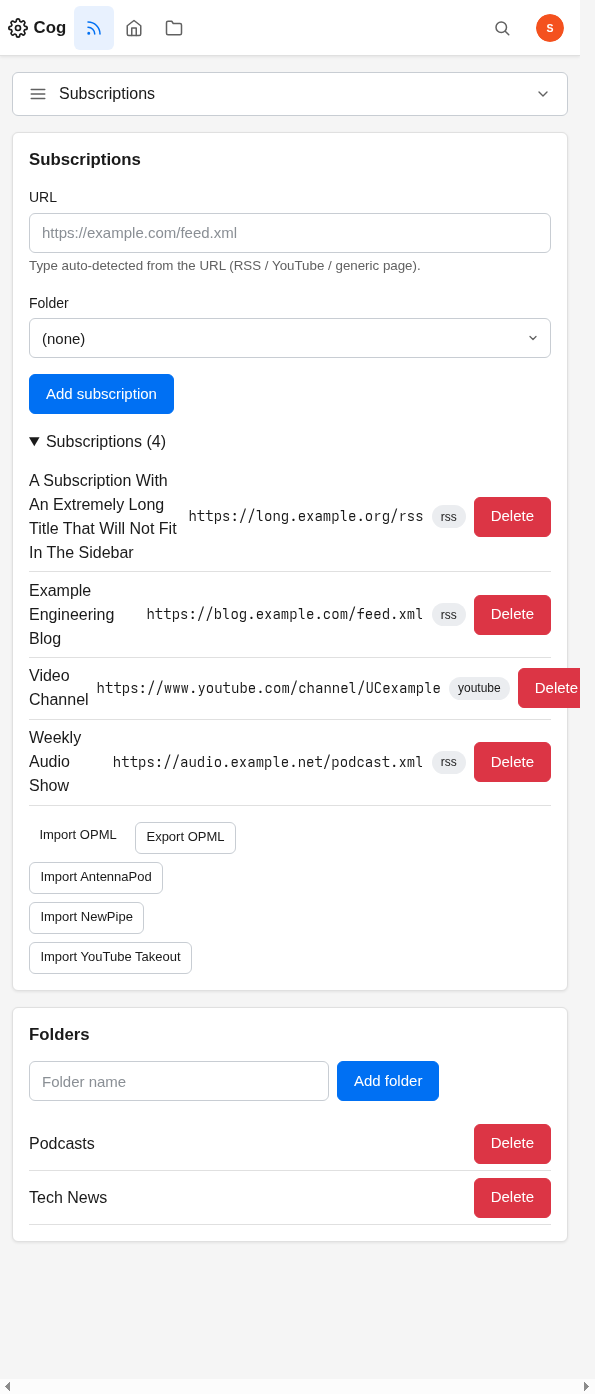 Cog
S
Subscriptions
Subscriptions
URL
https://example.com/feed.xml
Type auto-detected from the URL (RSS / YouTube / generic page).
Folder
(none)
Add subscription
Subscriptions (4)
A Subscription With
An Extremely Long
Title That Will Not Fit
In The Sidebar
https://long.example.org/rss rss Delete
Example
Engineering
Blog
https://blog.example.com/feed.xml rss Delete
Video
Channel
https://www.youtube.com/channel/UCexample youtube Delete
Weekly
Audio
Show
https://audio.example.net/podcast.xml rss Delete
Import OPML Export OPML
Import AntennaPod
Import NewPipe
Import YouTube Takeout
Folders
Folder name Add folder
Podcasts Delete
Tech News Delete